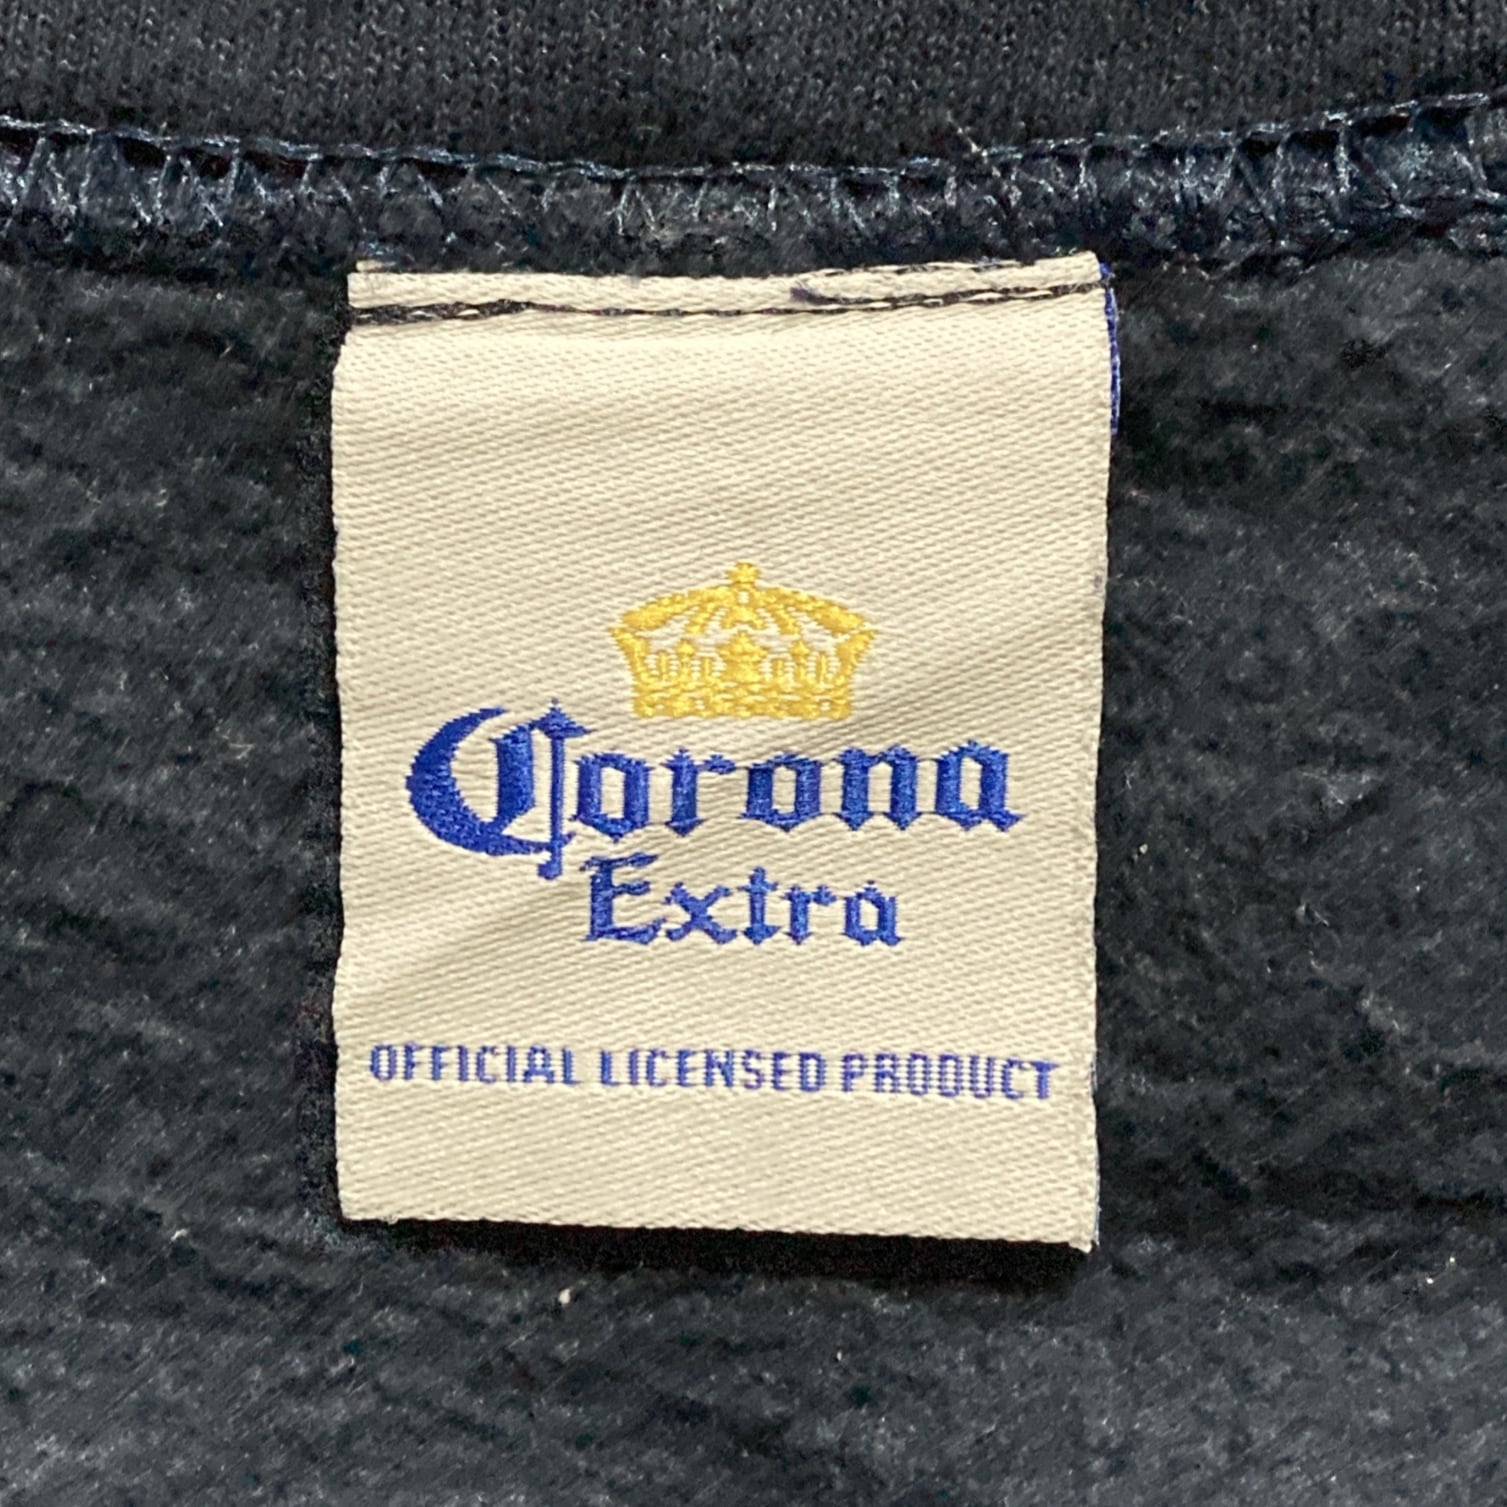 Corona
Extra
OFFICIAL LICENSED PRODUCT